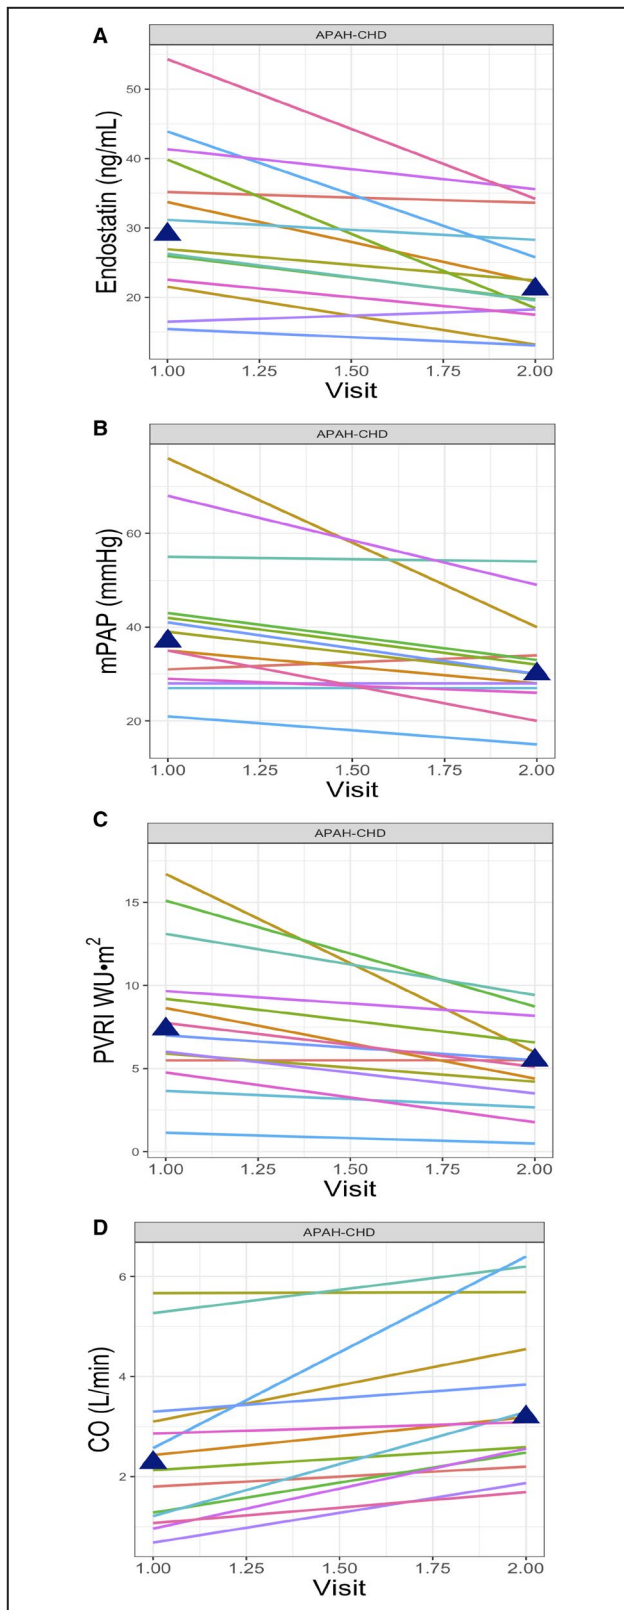 A
APAH-CHD
Endostatin (ng/mL)
50
40
30
20
1.00 1.25 1.50 1.75 2.00
Visit
B
APAH-CHD
mPAP (mmHg)
60
40
20
1.00 1.25 1.50 1.75 2.00
Visit
C
APAH-CHD
PVRI WU•m²
15
10
5
0
1.00 1.25 1.50 1.75 2.00
Visit
D
APAH-CHD
CO (L/min)
6
4
2
1.00 1.25 1.50 1.75 2.00
Visit